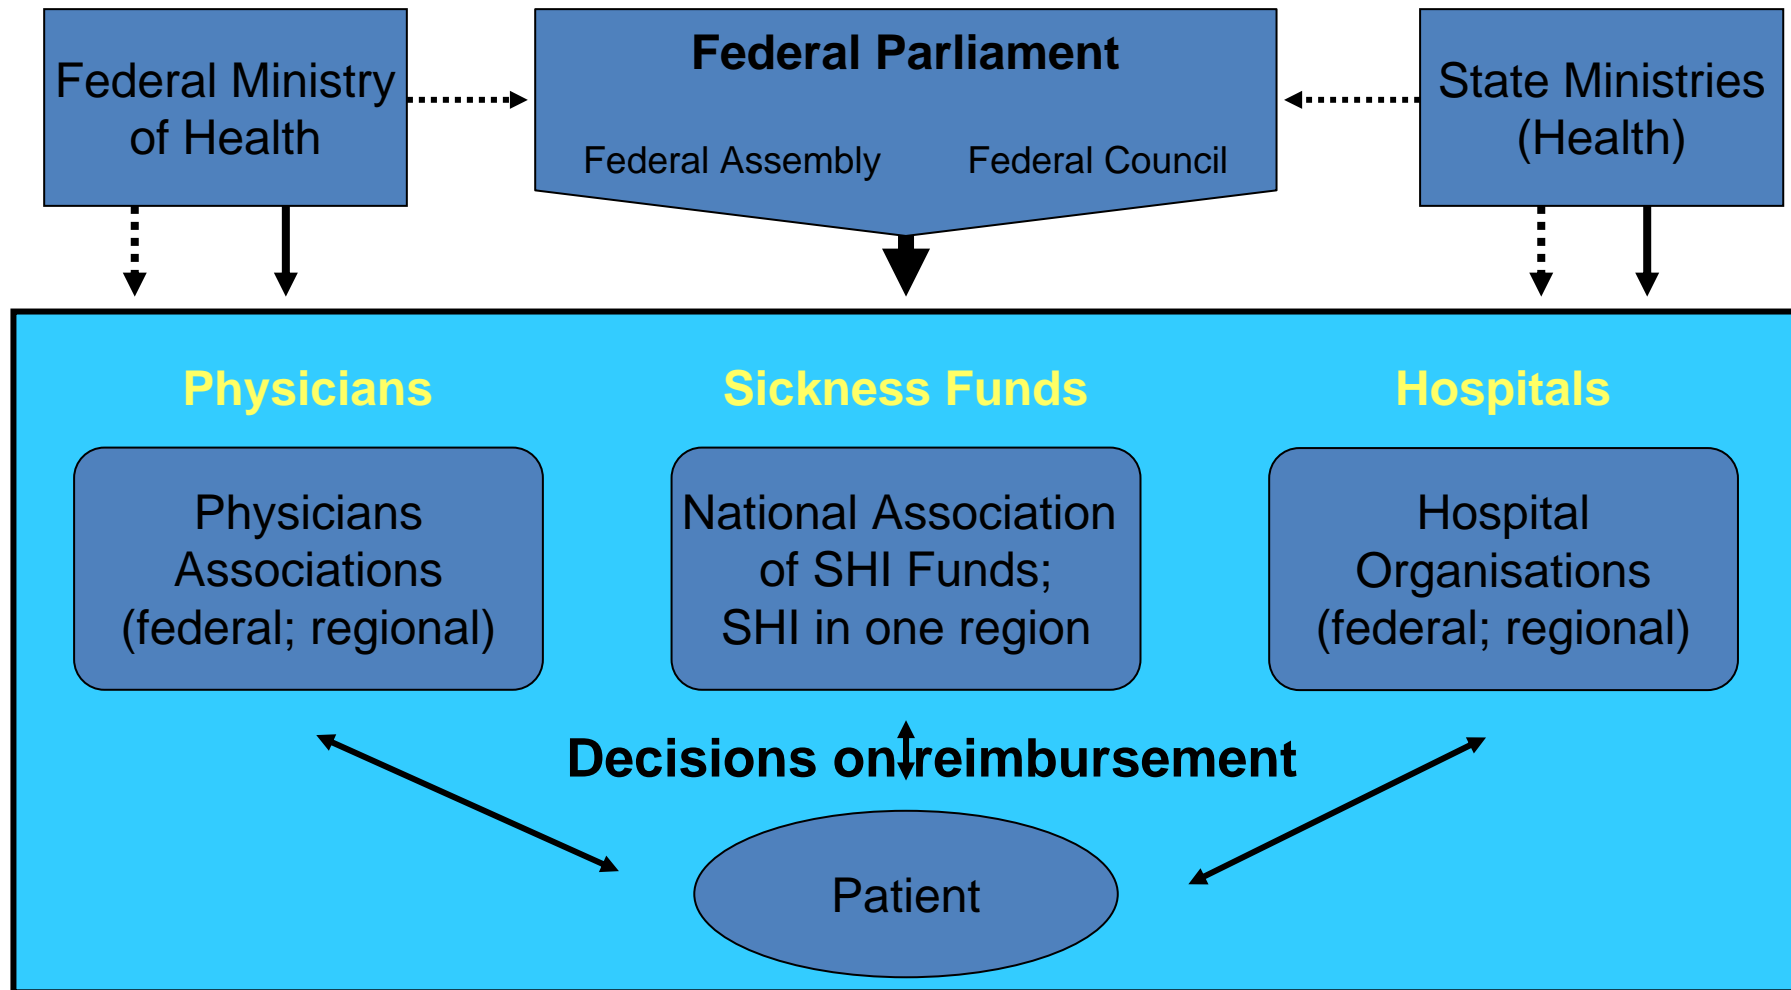 Federal Ministry
of Health
Federal Parliament
Federal Assembly
Federal Council
State Ministries
(Health)
Physicians
Sickness Funds
Hospitals
Physicians
Associations
(federal; regional)
National Association
of SHI Funds;
SHI in one region
Hospital
Organisations
(federal; regional)
Decisions on reimbursement
Patient